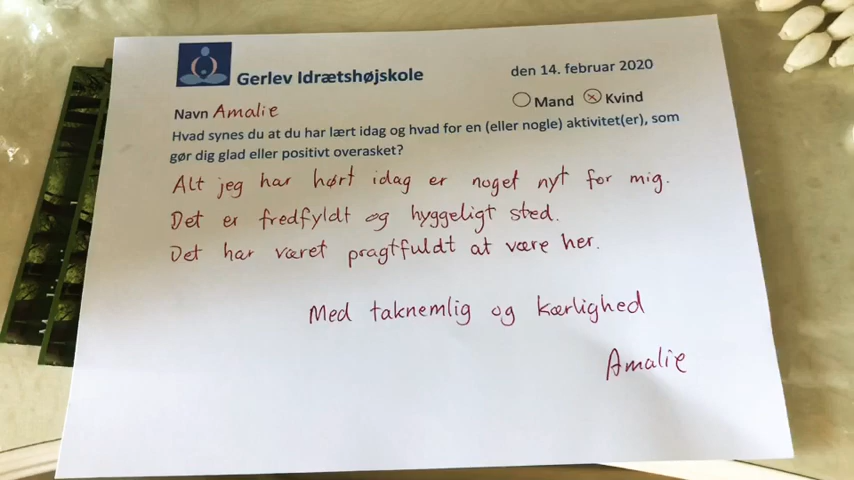 Gerlev Idrætshøjskole
den 14. februar 2020
Navn Amalie
Mand Kvind
Hvad synes du at du har lært idag og hvad for en (eller nogle) aktivitet(er), som
gør dig glad eller positivt overasket?
Alt jeg har hørt idag er noget nyt for mig.
Det er fredfyldt og hyggeligt sted.
Det har været pragtfuldt at være her.
Med taknemlig og kærlighed
Amalie